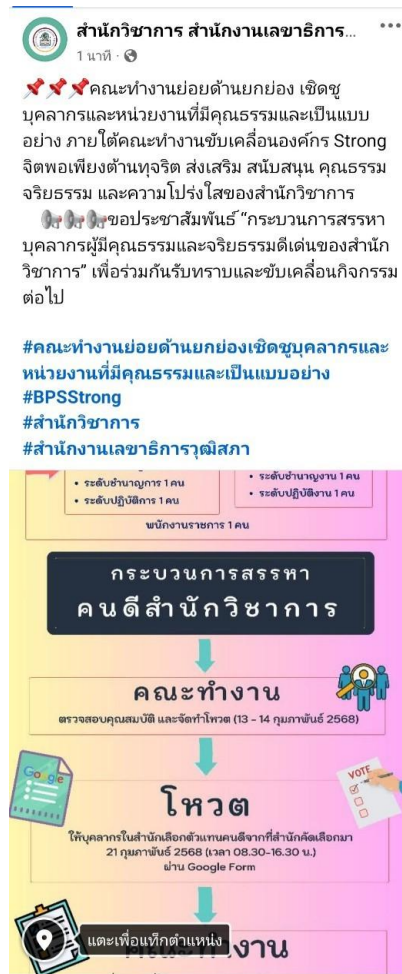 สำนักวิชาการ สำนักงานเลขาธิการ...
1 นาที ·
📌📌📌คณะทำงานย่อยด้านยกย่อง เชิดชู
บุคลากรและหน่วยงานที่มีคุณธรรมและเป็นแบบ
อย่าง ภายใต้คณะทำงานขับเคลื่อนองค์กร Strong
จิตพอเพียงต้านทุจริต ส่งเสริม สนับสนุน คุณธรรม
จริยธรรม และความโปร่งใสของสำนักวิชาการ
ขอประชาสัมพันธ์ “กระบวนการสรรหา
บุคลากรผู้มีคุณธรรมและจริยธรรมดีเด่นของสำนัก
วิชาการ” เพื่อร่วมกันรับทราบและขับเคลื่อนกิจกรรม
ต่อไป
#คณะทำงานย่อยด้านยกย่องเชิดชูบุคลากรและ
หน่วยงานที่มีคุณธรรมและเป็นแบบอย่าง
#BPSStrong
#สำนักวิชาการ
#สำนักงานเลขาธิการวุฒิสภา
• ระดับชำนาญการ 1 คน
• ระดับปฏิบัติการ 1 คน
• ระดับชำนาญงาน 1 คน
• ระดับปฏิบัติงาน 1 คน
พนักงานราชการ 1 คน
กระบวนการสรรหา
คนดีสำนักวิชาการ
คณะทำงาน
ตรวจสอบคุณสมบัติ และจัดทำโหวต (13 - 14 กุมภาพันธ์ 2568)
Google
VOTE
โหวต
ให้บุคลากรในสำนักเลือกตัวแทนคนดีจากที่สำนักคัดเลือกมา
21 กุมภาพันธ์ 2568 (เวลา 08.30-16.30 น.)
ผ่าน Google Form
คณะทำงาน
แตะเพื่อแท็กตำแหน่ง